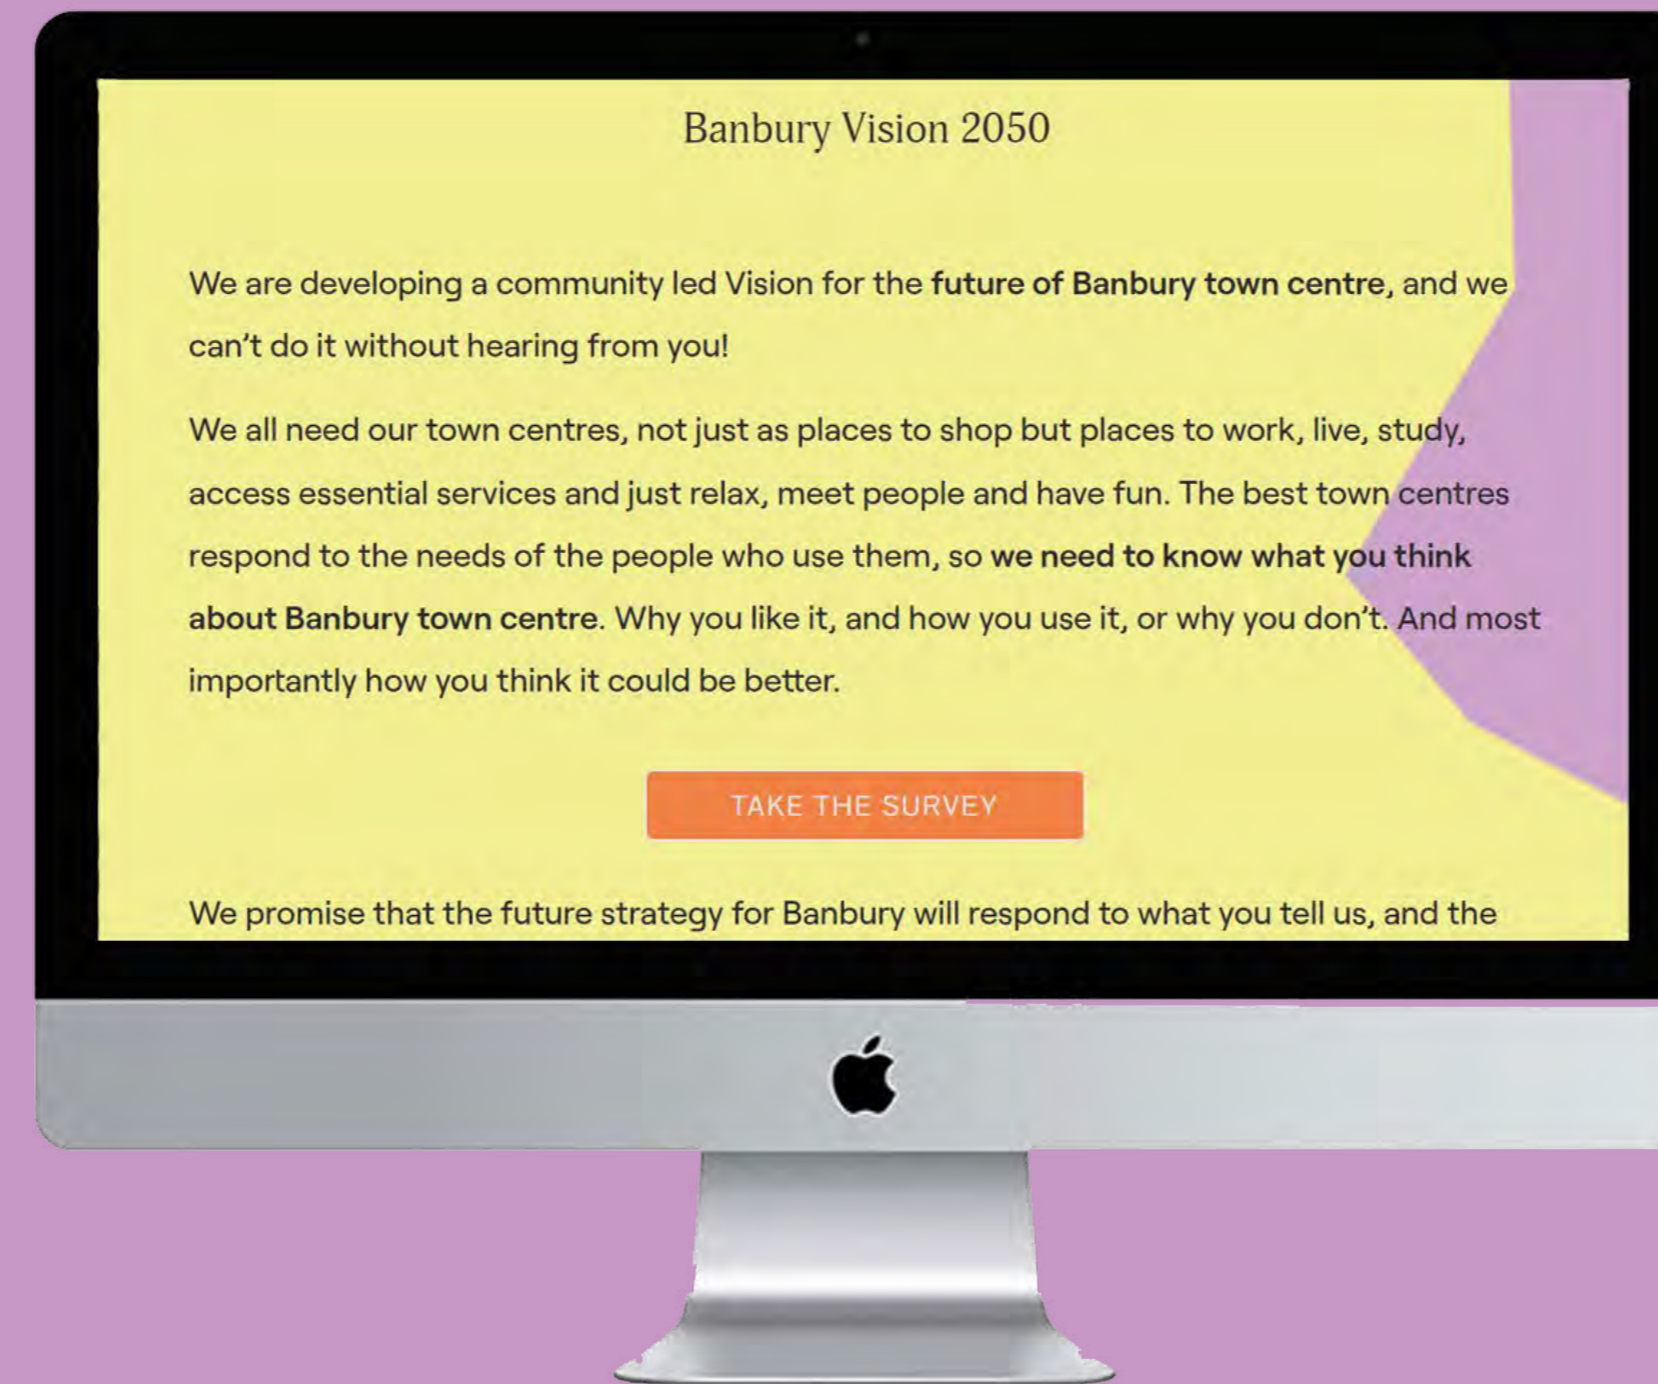 Banbury Vision 2050
We are developing a community led Vision for the future of Banbury town centre, and we
can't do it without hearing from you!
We all need our town centres, not just as places to shop but places to work, live, study,
access essential services and just relax, meet people and have fun. The best town centres
respond to the needs of the people who use them, so we need to know what you think
about Banbury town centre. Why you like it, and how you use it, or why you don't. And most
importantly how you think it could be better.
TAKE THE SURVEY
We promise that the future strategy for Banbury will respond to what you tell us, and the